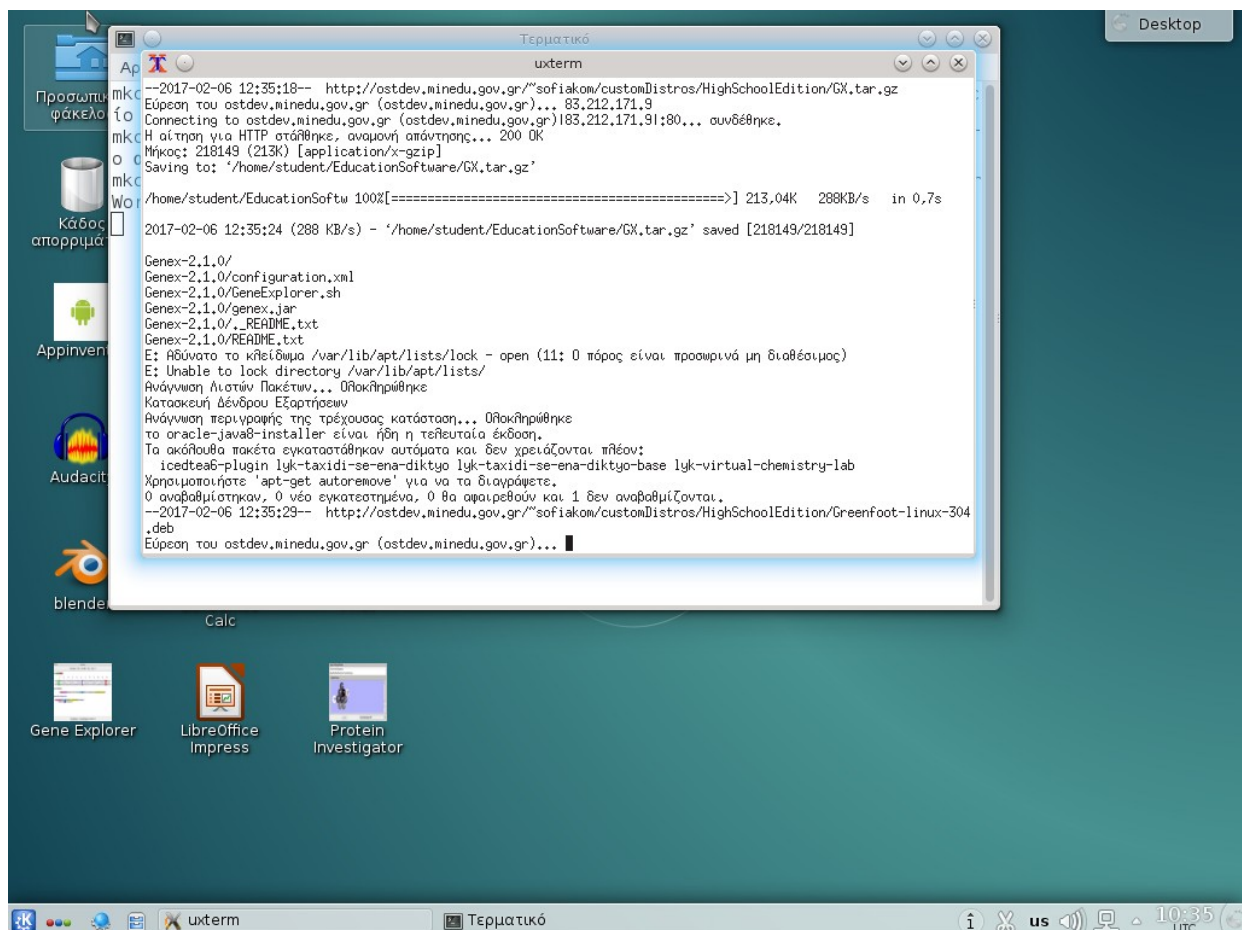 Desktop
Τερματικό
uxterm
--2017-02-06 12:35:18-- http://ostdev.minedu.gov.gr/~sofiakom/customDistros/HighSchoolEdition/GX.tar.gz
Εύρεση του ostdev.minedu.gov.gr (ostdev.minedu.gov.gr)... 83.212.171.9
Connecting to ostdev.minedu.gov.gr (ostdev.minedu.gov.gr)|83.212.171.9|:80... συνδέθηκε.
Η αίτηση για HTTP στάλθηκε, αναμονή απάντησης... 200 OK
Μήκος: 218149 (213K) [application/x-gzip]
Saving to: ‘/home/student/EducationSoftware/GX.tar.gz’
/home/student/EducationSoftw 100%[==============================================>] 213,04K 288KB/s in 0,7s
2017-02-06 12:35:24 (288 KB/s) - ‘/home/student/EducationSoftware/GX.tar.gz’ saved [218149/218149]
Genex-2.1.0/
Genex-2.1.0/configuration.xml
Genex-2.1.0/GeneExplorer.sh
Genex-2.1.0/genex.jar
Genex-2.1.0/._README.txt
Genex-2.1.0/README.txt
E: Αδύνατο το κλείδωμα /var/lib/apt/lists/lock - open (11: Ο πόρος είναι προσωρινά μη διαθέσιμος)
E: Unable to lock directory /var/lib/apt/lists/
Ανάγνωση Λιστών Πακέτων... Ολοκληρώθηκε
Κατασκευή Δένδρου Εξαρτήσεων
Ανάγνωση περιγραφής της τρέχουσας κατάσταση... Ολοκληρώθηκε
το oracle-java8-installer είναι ήδη η τελευταία έκδοση.
Τα ακόλουθα πακέτα εγκαταστάθηκαν αυτόματα και δεν χρειάζονται πλέον:
icedtea6-plugin lyk-taxidi-se-ena-diktyo lyk-taxidi-se-ena-diktyo-base lyk-virtual-chemistry-lab
Χρησιμοποιήστε 'apt-get autoremove' για να τα διαγράψετε.
0 αναβαθμίστηκαν, 0 νέο εγκατεστημένα, 0 θα αφαιρεθούν και 1 δεν αναβαθμίζονται.
--2017-02-06 12:35:29-- http://ostdev.minedu.gov.gr/~sofiakom/customDistros/HighSchoolEdition/Greenfoot-linux-304
.deb
Εύρεση του ostdev.minedu.gov.gr (ostdev.minedu.gov.gr)...
Αρ
mkd
ίο
mkd
mkd
Wor
Προσωπικ
φάκελο
Κάδος
απορριμά
Appinvent
Audacit
blende
Calc
Gene Explorer
LibreOffice
Impress
Protein
Investigator
uxterm
Τερματικό
us
10:35
UTC